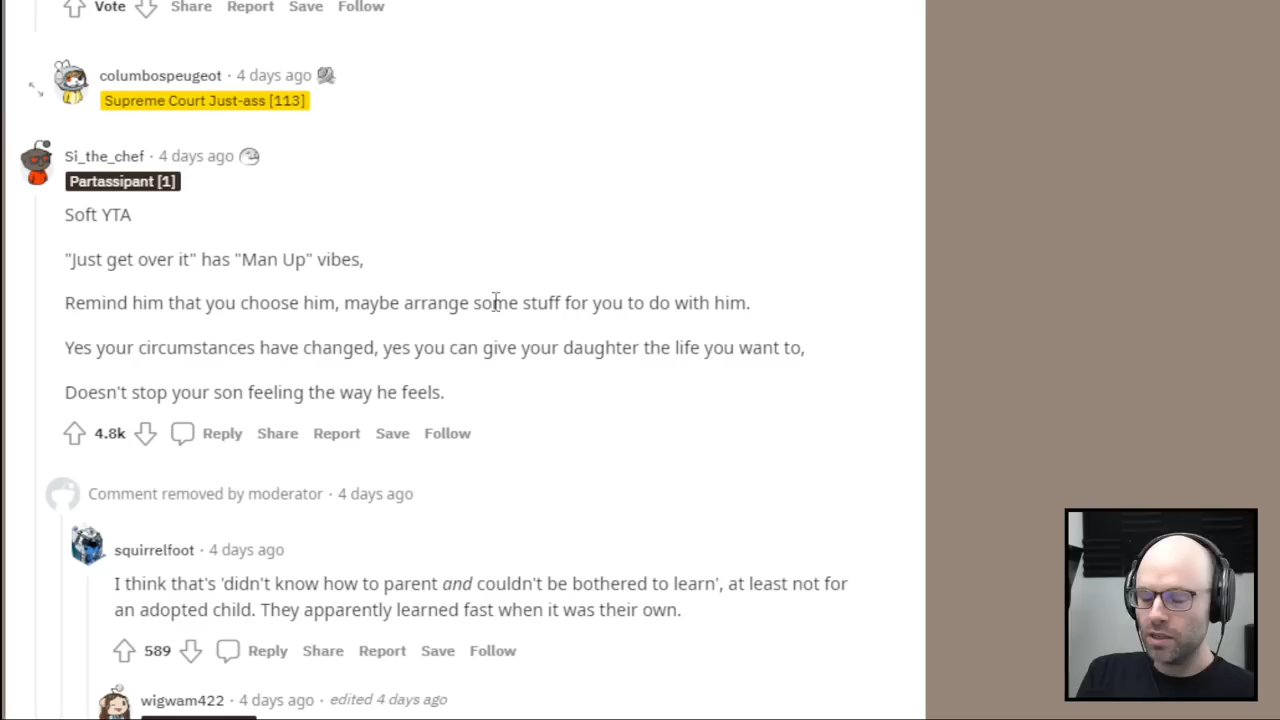 Vote Share Report Save Follow
columbospeugeot · 4 days ago
Supreme Court Just-ass [113]
Si_the_chef · 4 days ago
Partassipant [1]
Soft YTA
"Just get over it" has "Man Up" vibes,
Remind him that you choose him, maybe arrange some stuff for you to do with him.
Yes your circumstances have changed, yes you can give your daughter the life you want to,
Doesn't stop your son feeling the way he feels.
4.8k Reply Share Report Save Follow
Comment removed by moderator · 4 days ago
squirrelfoot · 4 days ago
I think that's 'didn't know how to parent and couldn't be bothered to learn', at least not for
an adopted child. They apparently learned fast when it was their own.
589 Reply Share Report Save Follow
wigwam422 · 4 days ago · edited 4 days ago